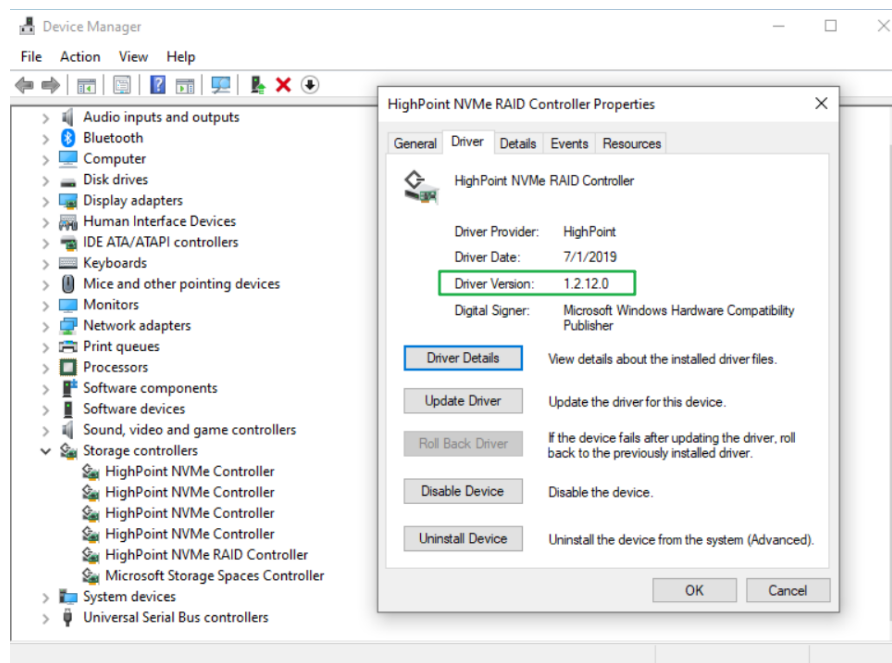 Device Manager
File Action View Help
Audio inputs and outputs
Bluetooth
Computer
Disk drives
Display adapters
Human Interface Devices
IDE ATA/ATAPI controllers
Keyboards
Mice and other pointing devices
Monitors
Network adapters
Print queues
Processors
Software components
Software devices
Sound, video and game controllers
Storage controllers
HighPoint NVMe Controller
HighPoint NVMe Controller
HighPoint NVMe Controller
HighPoint NVMe Controller
HighPoint NVMe RAID Controller
Microsoft Storage Spaces Controller
System devices
Universal Serial Bus controllers
HighPoint NVMe RAID Controller Properties
General Driver Details Events Resources
HighPoint NVMe RAID Controller
Driver Provider: HighPoint
Driver Date: 7/1/2019
Driver Version: 1.2.12.0
Digital Signer: Microsoft Windows Hardware Compatibility
Publisher
Driver Details View details about the installed driver files.
Update Driver Update the driver for this device.
Roll Back Driver If the device fails after updating the driver, roll
back to the previously installed driver.
Disable Device Disable the device.
Uninstall Device Uninstall the device from the system (Advanced).
OK Cancel